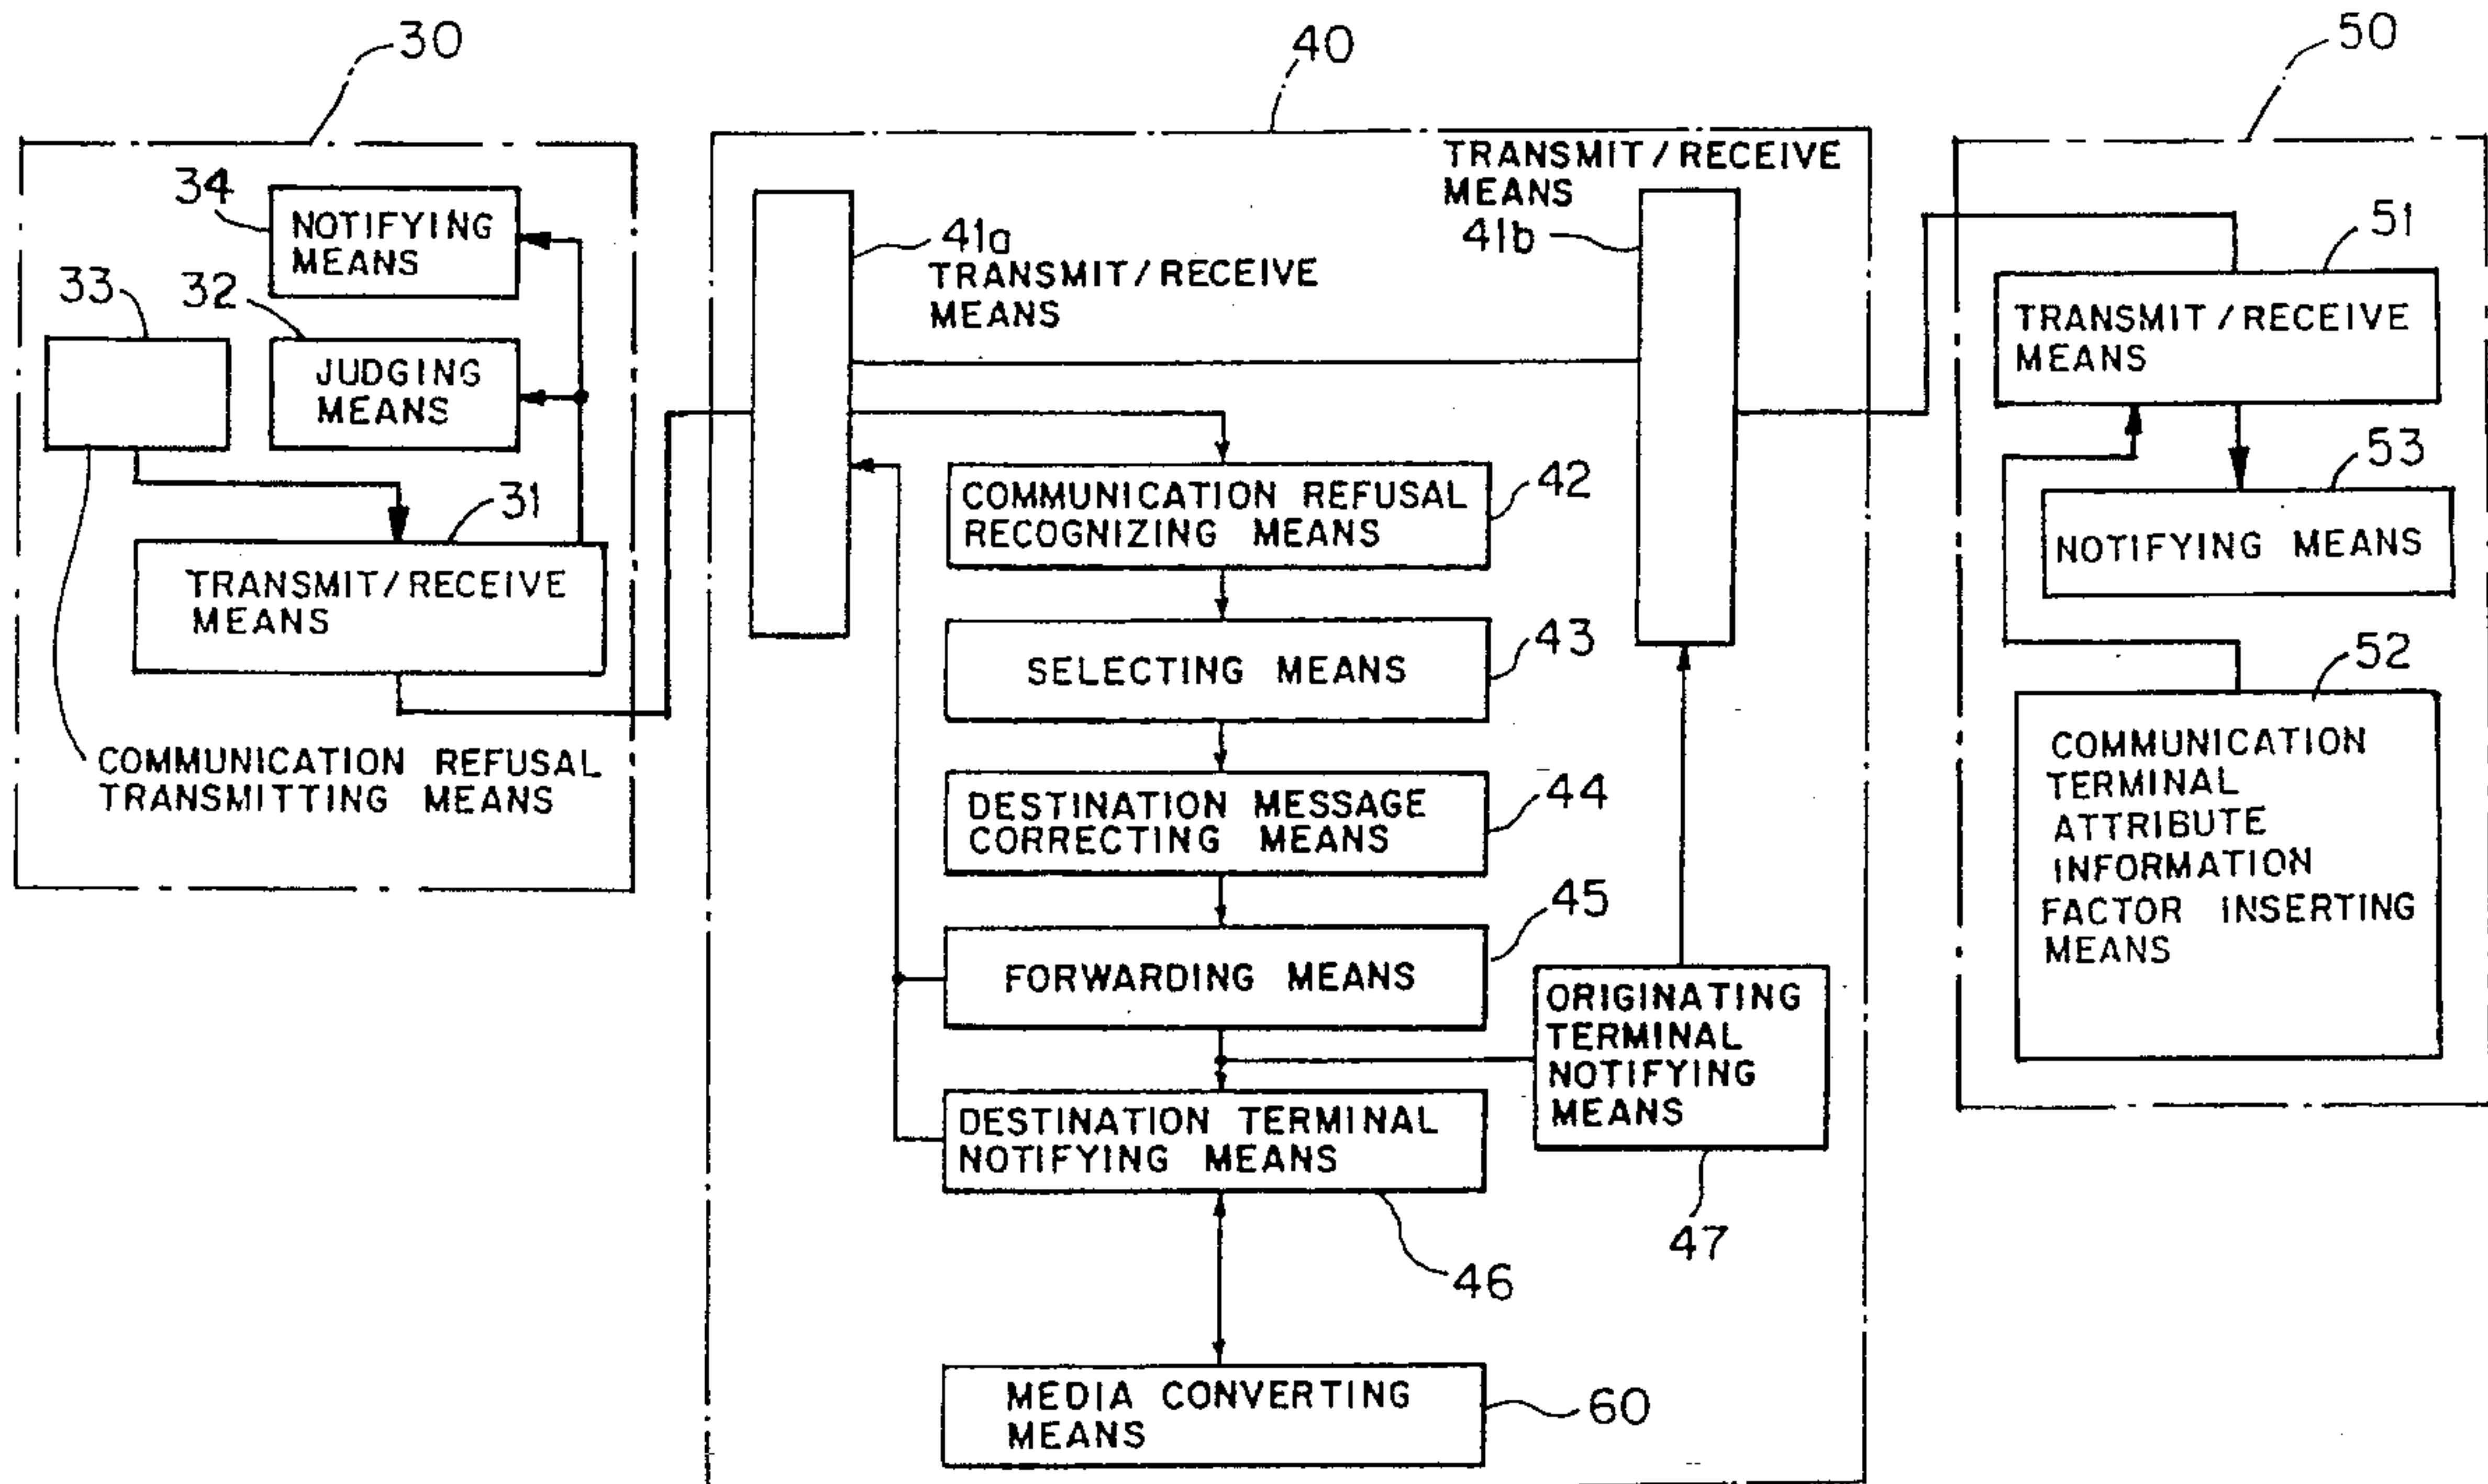 30
40
50
34
NOTIFYING
MEANS
33
32
JUDGING
MEANS
31
TRANSMIT/RECEIVE
MEANS
COMMUNICATION REFUSAL
TRANSMITTING MEANS
41a
TRANSMIT/RECEIVE
MEANS
TRANSMIT/RECEIVE
MEANS
41b
COMMUNICATION REFUSAL
RECOGNIZING MEANS
42
SELECTING MEANS
43
DESTINATION MESSAGE
CORRECTING MEANS
44
FORWARDING MEANS
45
DESTINATION TERMINAL
NOTIFYING MEANS
46
ORIGINATING
TERMINAL
NOTIFYING
MEANS
47
MEDIA CONVERTING
MEANS
60
51
TRANSMIT/RECEIVE
MEANS
53
NOTIFYING MEANS
52
COMMUNICATION
TERMINAL
ATTRIBUTE
INFORMATION
FACTOR INSERTING
MEANS